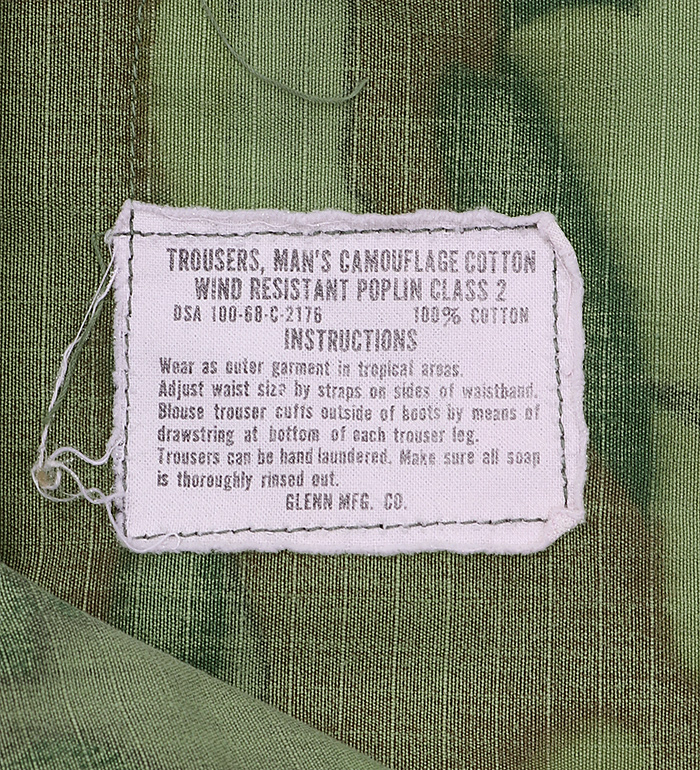 TROUSERS, MAN'S CAMOUFLAGE COTTON
WIND RESISTANT POPLIN CLASS 2
DSA 100-68-C-2176 100% COTTON
INSTRUCTIONS
Wear as outer garment in tropical areas.
Adjust waist size by straps on sides of waistband.
Blouse trouser cuffs outside of boots by means of
drawstring at bottom of each trouser leg.
Trousers can be hand laundered. Make sure all soap
is thoroughly rinsed out.
GLENN MFG. CO.